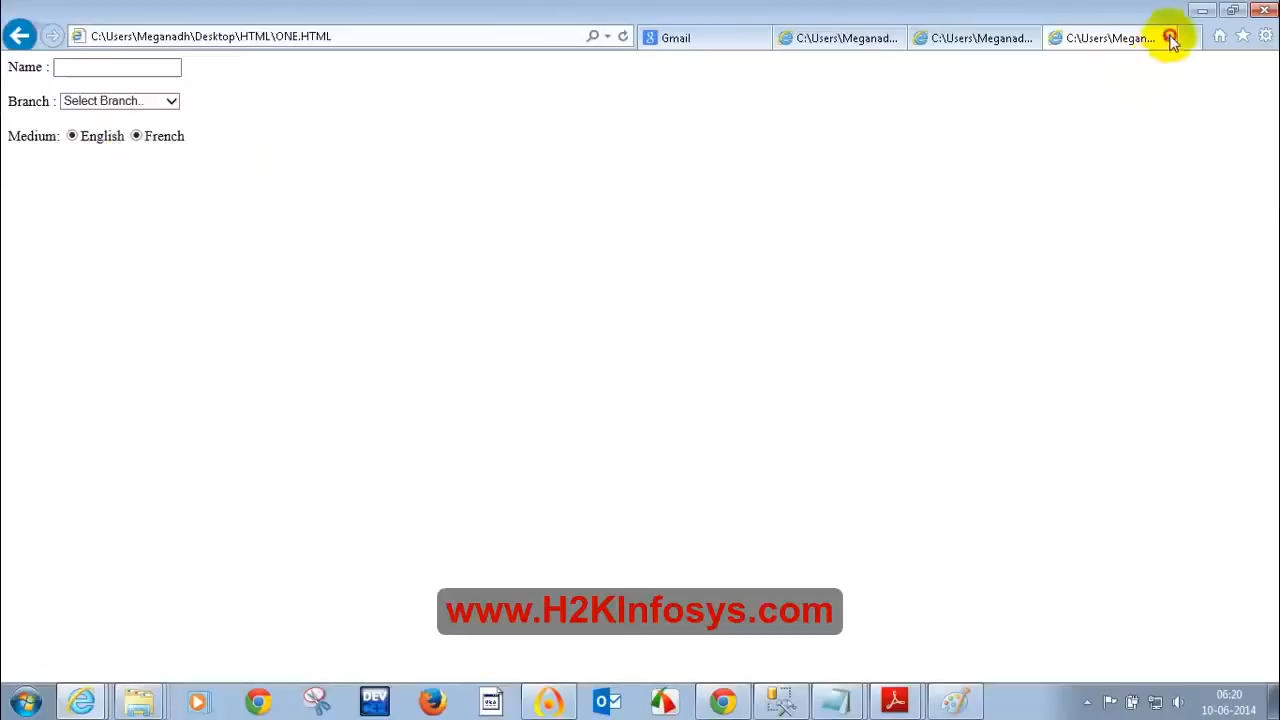 C:\Users\Meganadh\Desktop\HTML\ONE.HTML
Gmail
C:\Users\Meganad...
C:\Users\Meganad...
C:\Users\Megan...
Name :
Branch : Select Branch..
Medium: English French
www.H2KInfosys.com
DEV
06:20
10-06-2014